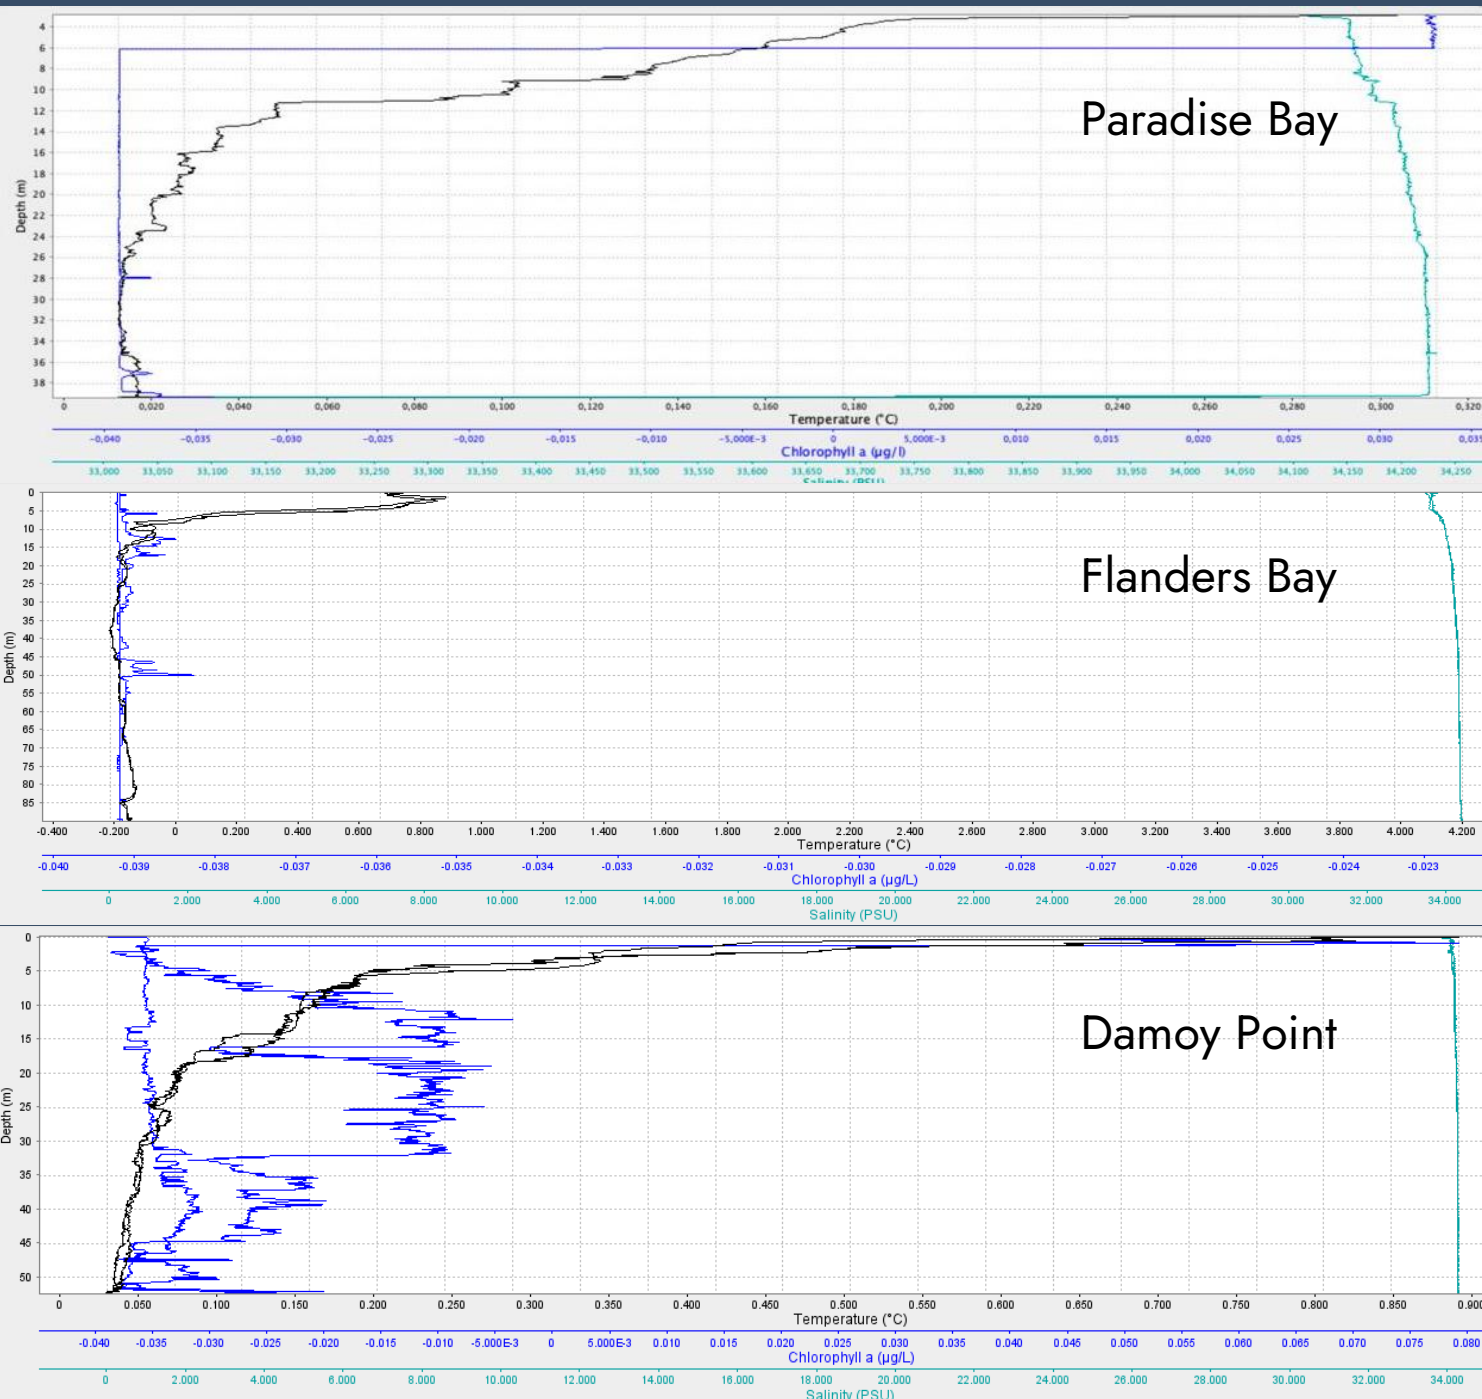 Paradise Bay
4
6
8
10
12
14
16
18
20
22
24
26
28
30
32
34
36
38
Depth (m)
0 0,020 0,040 0,060 0,080 0,100 0,120 0,140 0,160 0,180 0,200 0,220 0,240 0,260 0,280 0,300 0,320
Temperature (°C)
−0,040 −0,035 −0,030 −0,025 −0,020 −0,015 −0,010 −5,000E−3 0 5,000E−3 0,010 0,015 0,020 0,025 0,030 0,035
Chlorophyll a (µg/l)
33,000 33,050 33,100 33,150 33,200 33,250 33,300 33,350 33,400 33,450 33,500 33,550 33,600 33,650 33,700 33,750 33,800 33,850 33,900 33,950 34,000 34,050 34,100 34,150 34,200 34,250
Salinity (PSU)
Flanders Bay
0
5
10
15
20
25
30
35
40
45
50
55
60
65
70
75
80
85
Depth (m)
-0.400 -0.200 0 0.200 0.400 0.600 0.800 1.000 1.200 1.400 1.600 1.800 2.000 2.200 2.400 2.600 2.800 3.000 3.200 3.400 3.600 3.800 4.000 4.200
Temperature (°C)
-0.040 -0.039 -0.038 -0.037 -0.036 -0.035 -0.034 -0.033 -0.032 -0.031 -0.030 -0.029 -0.028 -0.027 -0.026 -0.025 -0.024 -0.023
Chlorophyll a (µg/L)
0 2.000 4.000 6.000 8.000 10.000 12.000 14.000 16.000 18.000 20.000 22.000 24.000 26.000 28.000 30.000 32.000 34.000
Salinity (PSU)
Damoy Point
0
5
10
15
20
25
30
35
40
45
50
Depth (m)
0 0.050 0.100 0.150 0.200 0.250 0.300 0.350 0.400 0.450 0.500 0.550 0.600 0.650 0.700 0.750 0.800 0.850 0.900
Temperature (°C)
-0.040 -0.035 -0.030 -0.025 -0.020 -0.015 -0.010 -5.000E-3 0 5.000E-3 0.010 0.015 0.020 0.025 0.030 0.035 0.040 0.045 0.050 0.055 0.060 0.065 0.070 0.075 0.080
Chlorophyll a (µg/L)
0 2.000 4.000 6.000 8.000 10.000 12.000 14.000 16.000 18.000 20.000 22.000 24.000 26.000 28.000 30.000 32.000 34.000
Salinity (PSU)